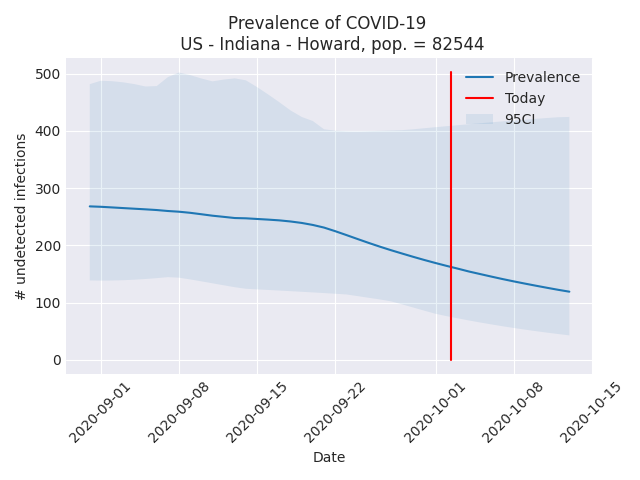 Prevalence of COVID-19
US - Indiana - Howard, pop. = 82544
Prevalence
Today
95CI
# undetected infections
500
400
300
200
100
0
2020-09-01
2020-09-08
2020-09-15
2020-09-22
2020-10-01
2020-10-08
2020-10-15
Date